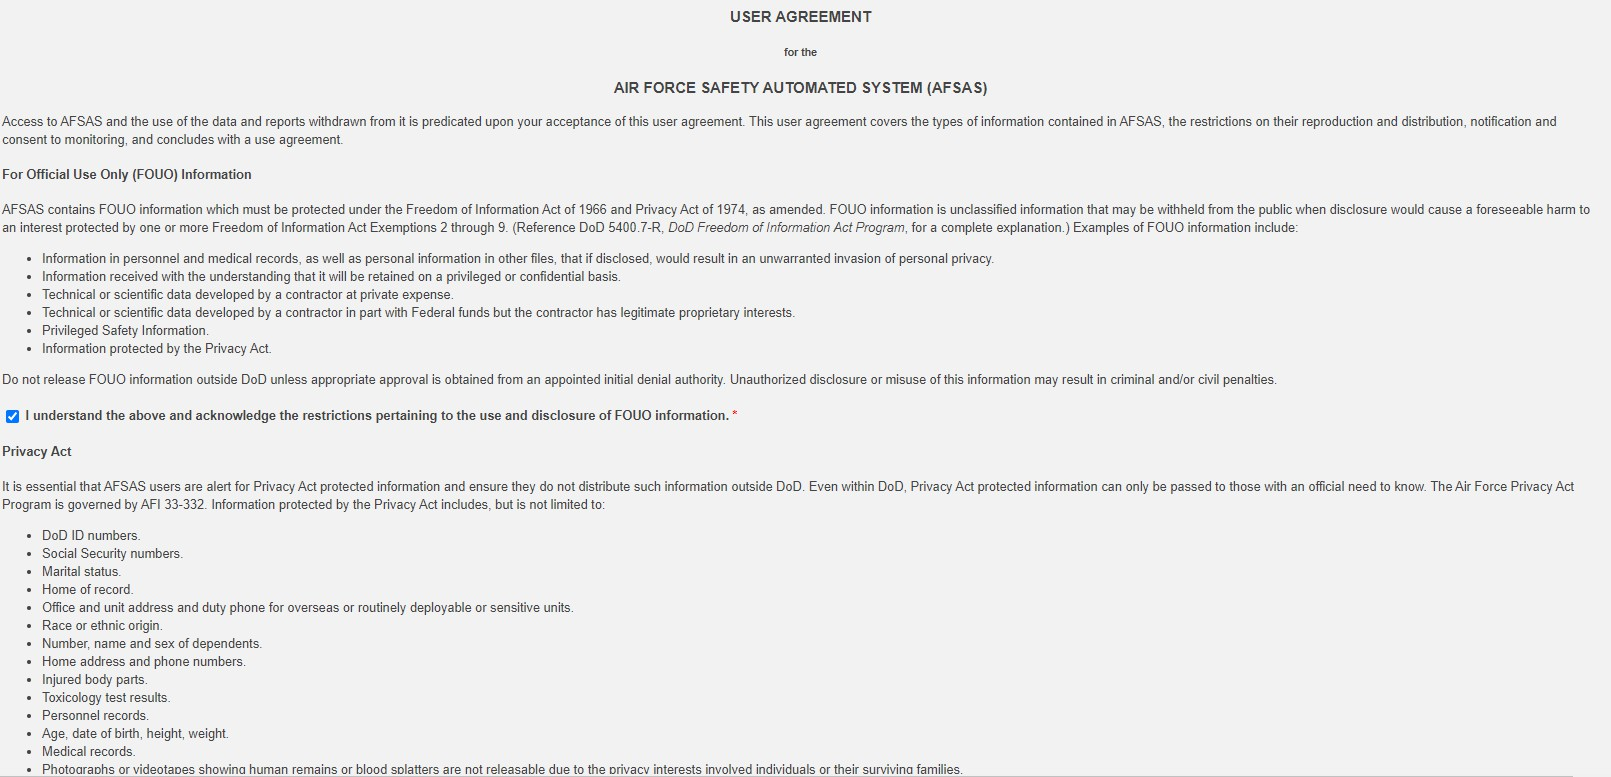 USER AGREEMENT
for the
AIR FORCE SAFETY AUTOMATED SYSTEM (AFSAS)
Access to AFSAS and the use of the data and reports withdrawn from it is predicated upon your acceptance of this user agreement. This user agreement covers the types of information contained in AFSAS, the restrictions on their reproduction and distribution, notification and
consent to monitoring, and concludes with a use agreement.
For Official Use Only (FOUO) Information
AFSAS contains FOUO information which must be protected under the Freedom of Information Act of 1966 and Privacy Act of 1974, as amended. FOUO information is unclassified information that may be withheld from the public when disclosure would cause a foreseeable harm to
an interest protected by one or more Freedom of Information Act Exemptions 2 through 9. (Reference DoD 5400.7-R, DoD Freedom of Information Act Program, for a complete explanation.) Examples of FOUO information include:
• Information in personnel and medical records, as well as personal information in other files, that if disclosed, would result in an unwarranted invasion of personal privacy.
• Information received with the understanding that it will be retained on a privileged or confidential basis.
• Technical or scientific data developed by a contractor at private expense.
• Technical or scientific data developed by a contractor in part with Federal funds but the contractor has legitimate proprietary interests.
• Privileged Safety Information.
• Information protected by the Privacy Act.
Do not release FOUO information outside DoD unless appropriate approval is obtained from an appointed initial denial authority. Unauthorized disclosure or misuse of this information may result in criminal and/or civil penalties.
I understand the above and acknowledge the restrictions pertaining to the use and disclosure of FOUO information. *
Privacy Act
It is essential that AFSAS users are alert for Privacy Act protected information and ensure they do not distribute such information outside DoD. Even within DoD, Privacy Act protected information can only be passed to those with an official need to know. The Air Force Privacy Act
Program is governed by AFI 33-332. Information protected by the Privacy Act includes, but is not limited to:
• DoD ID numbers.
• Social Security numbers.
• Marital status.
• Home of record.
• Office and unit address and duty phone for overseas or routinely deployable or sensitive units.
• Race or ethnic origin.
• Number, name and sex of dependents.
• Home address and phone numbers.
• Injured body parts.
• Toxicology test results.
• Personnel records.
• Age, date of birth, height, weight.
• Medical records.
• Photographs or videotapes showing human remains or blood splatters are not releasable due to the privacy interests involved individuals or their surviving families.